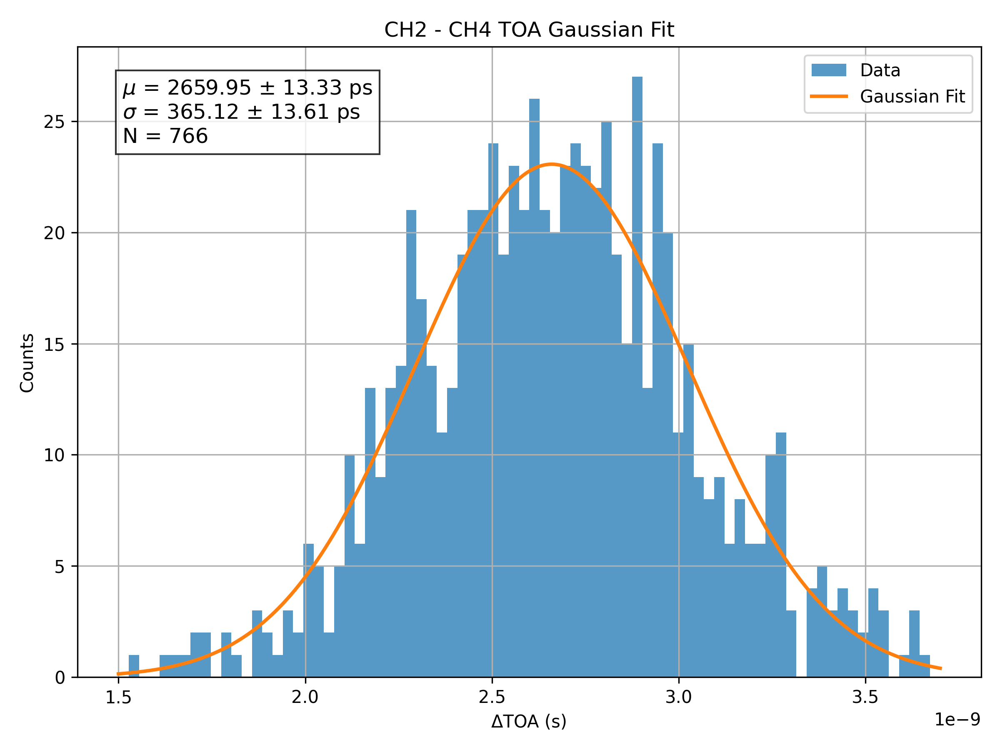 CH2 - CH4 TOA Gaussian Fit
μ = 2659.95 ± 13.33 ps
σ = 365.12 ± 13.61 ps
N = 766
Data
Gaussian Fit
25
20
15
10
5
0
Counts
1.5 2.0 2.5 3.0 3.5
ΔTOA (s)
1e−9